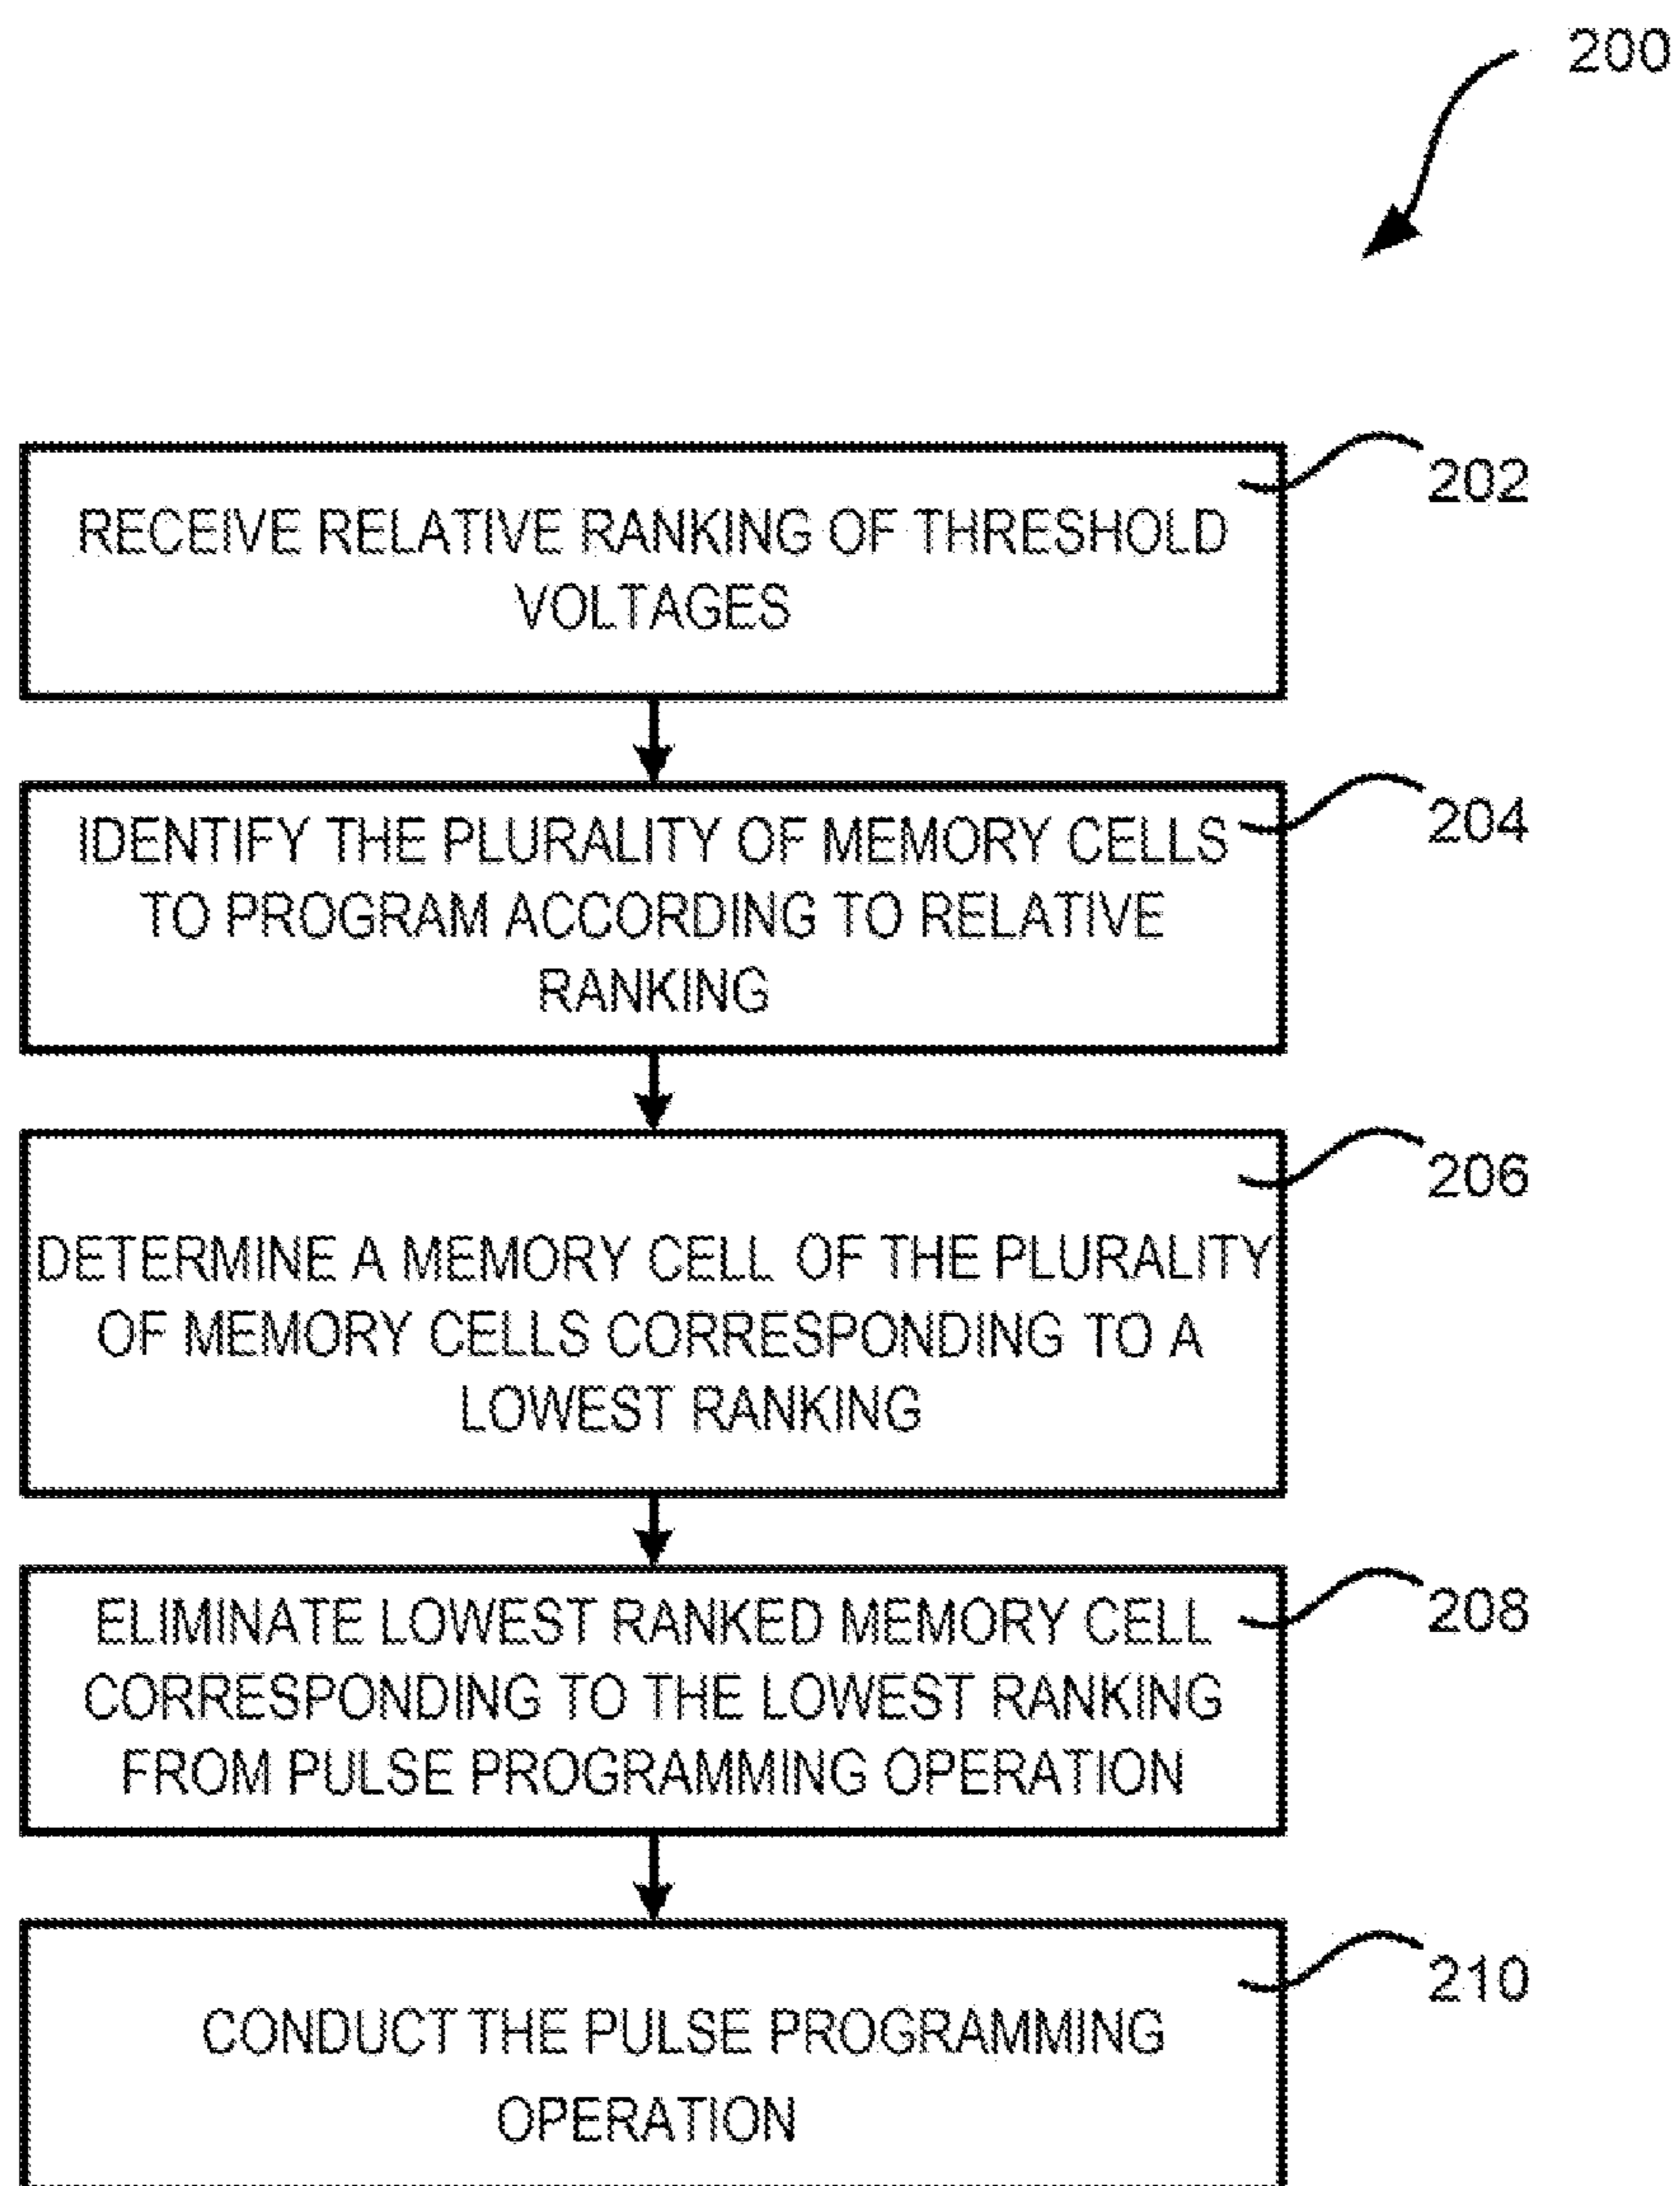 200
202
RECEIVE RELATIVE RANKING OF THRESHOLD
VOLTAGES
204
IDENTIFY THE PLURALITY OF MEMORY CELLS
TO PROGRAM ACCORDING TO RELATIVE
RANKING
206
DETERMINE A MEMORY CELL OF THE PLURALITY
OF MEMORY CELLS CORRESPONDING TO A
LOWEST RANKING
208
ELIMINATE LOWEST RANKED MEMORY CELL
CORRESPONDING TO THE LOWEST RANKING
FROM PULSE PROGRAMMING OPERATION
210
CONDUCT THE PULSE PROGRAMMING
OPERATION